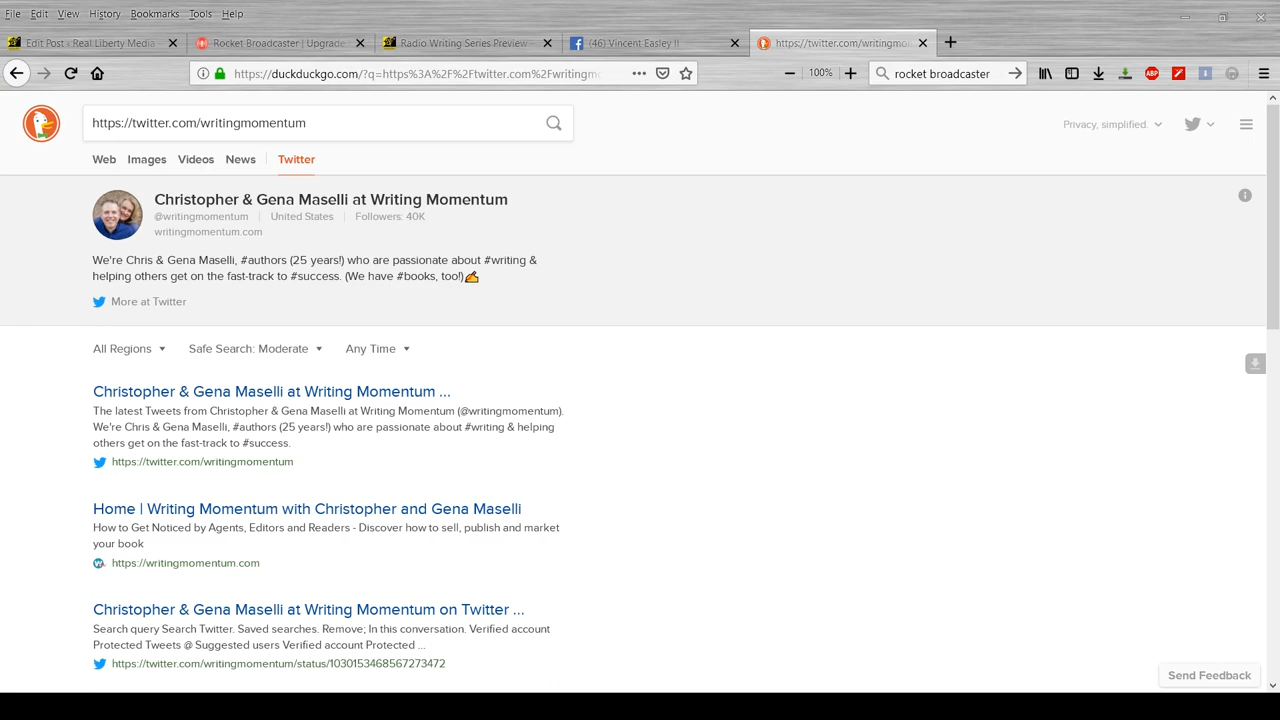 File Edit View History Bookmarks Tools Help
Edit Post ‹ Real Liberty Media
Rocket Broadcaster | Upgrade
Radio Writing Series Preview -
(46) Vincent Easley II
https://twitter.com/writingmom
https://duckduckgo.com/?q=https%3A%2F%2Ftwitter.com%2Fwritingmo
100%
rocket broadcaster
ABP
https://twitter.com/writingmomentum
Privacy, simplified.
Web Images Videos News Twitter
Christopher & Gena Maselli at Writing Momentum
@writingmomentum United States Followers: 40K
writingmomentum.com
We're Chris & Gena Maselli, #authors (25 years!) who are passionate about #writing &
helping others get on the fast-track to #success. (We have #books, too!)✍
More at Twitter
All Regions Safe Search: Moderate Any Time
Christopher & Gena Maselli at Writing Momentum ...
The latest Tweets from Christopher & Gena Maselli at Writing Momentum (@writingmomentum).
We're Chris & Gena Maselli, #authors (25 years!) who are passionate about #writing & helping
others get on the fast-track to #success.
https://twitter.com/writingmomentum
Home | Writing Momentum with Christopher and Gena Maselli
How to Get Noticed by Agents, Editors and Readers - Discover how to sell, publish and market
your book
https://writingmomentum.com
Christopher & Gena Maselli at Writing Momentum on Twitter ...
Search query Search Twitter. Saved searches. Remove; In this conversation. Verified account
Protected Tweets @ Suggested users Verified account Protected ...
https://twitter.com/writingmomentum/status/1030153468567273472
Send Feedback